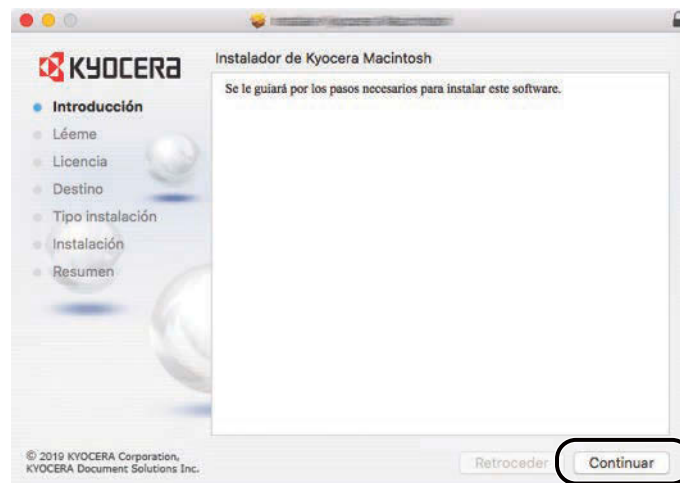 KYOCERA
Instalador de Kyocera Macintosh
Se le guiará por los pasos necesarios para instalar este software.
Introducción
Léeme
Licencia
Destino
Tipo instalación
Instalación
Resumen
© 2019 KYOCERA Corporation,
KYOCERA Document Solutions Inc.
Retroceder
Continuar